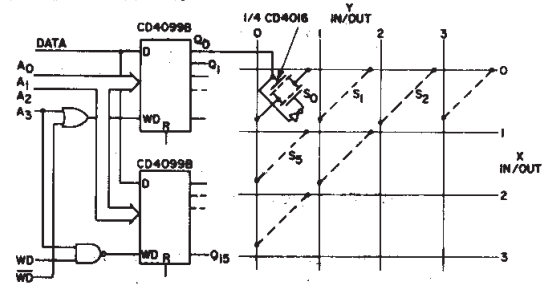 1/4 CD4016
Y
IN/OUT
CD4099B
Q0
0 1 2 3
DATA
D
A0
A1
A2
A3
Q1
WD
R
S0
S1
S2
0
1
X
IN/OUT
CD4099B
D
S5
2
WD
WD
WD
R
Q15
3